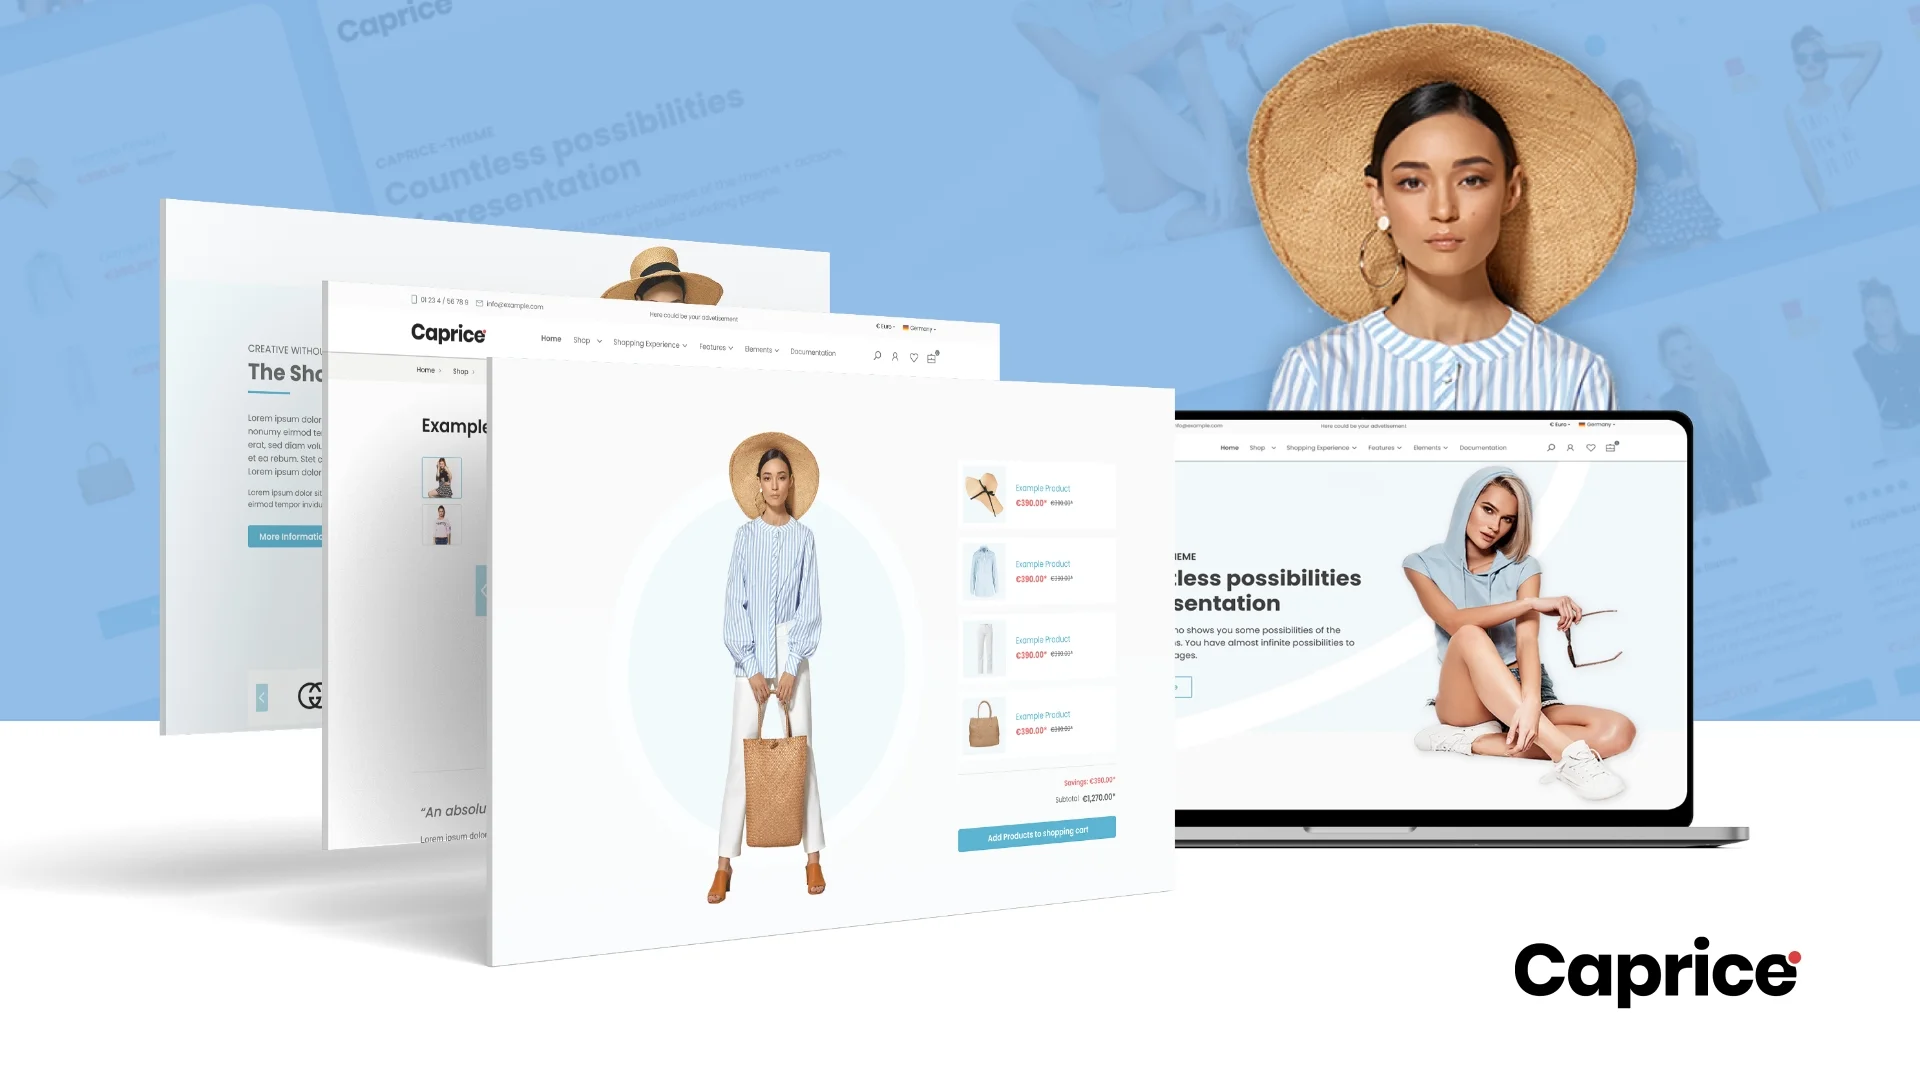 Caprice
CAPRICE-THEME
Countless possibilities
presentation
CREATIVE WITHOU
The Sho
Lorem ipsum dolor
nonumy eirmod te
erat, sed diam volu
et ea rebum. Stet c
Lorem ipsum dolor
Lorem ipsum dolor sit
eirmod tempor invidu
More Informatio
01 23 4 / 56 78 9 info@example.com
Here could be your advetisement
€ Euro Germany
Caprice
Home Shop Shopping Experience Features Elements Documentation
Home Shop
Example
“An absolu
Lorem ipsum dolor
Example Product
€390.00* €390.00*
Example Product
€390.00* €390.00*
Example Product
€390.00* €390.00*
Example Product
€390.00* €390.00*
Savings: €390.00*
Subtotal: €1,270.00*
Add Products to shopping cart
nfo@example.com
Here could be your advetisement
€ Euro Germany
Home Shop Shopping Experience Features Elements Documentation
HEME
tless possibilities
sentation
mo shows you some possibilities of the
s. You have almost infinite possibilities to
ages.
Caprice